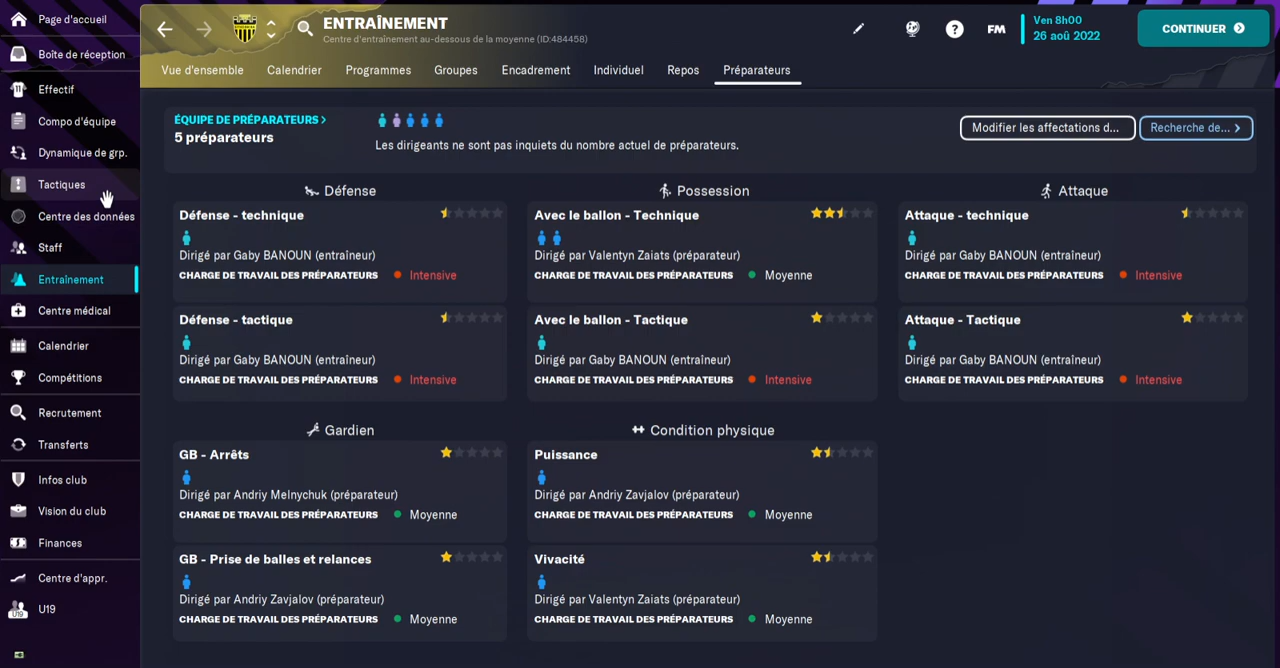 Page d'accueil
Boîte de réception
Effectif
Compo d'équipe
Dynamique de grp.
Tactiques
Centre des données
Staff
Entraînement
Centre médical
Calendrier
Compétitions
Recrutement
Transferts
Infos club
Vision du club
Finances
Centre d'appr.
U19
ENTRAÎNEMENT
Centre d'entraînement au-dessous de la moyenne (ID:484458)
FM
Ven 8h00
26 aoû 2022
CONTINUER
Vue d'ensemble Calendrier Programmes Groupes Encadrement Individuel Repos Préparateurs
ÉQUIPE DE PRÉPARATEURS >
5 préparateurs
Les dirigeants ne sont pas inquiets du nombre actuel de préparateurs.
Modifier les affectations d...
Recherche de... >
Défense
Défense - technique
Dirigé par Gaby BANOUN (entraîneur)
CHARGE DE TRAVAIL DES PRÉPARATEURS Intensive
Défense - tactique
Dirigé par Gaby BANOUN (entraîneur)
CHARGE DE TRAVAIL DES PRÉPARATEURS Intensive
Possession
Avec le ballon - Technique
Dirigé par Valentyn Zaiats (préparateur)
CHARGE DE TRAVAIL DES PRÉPARATEURS Moyenne
Avec le ballon - Tactique
Dirigé par Gaby BANOUN (entraîneur)
CHARGE DE TRAVAIL DES PRÉPARATEURS Intensive
Attaque
Attaque - technique
Dirigé par Gaby BANOUN (entraîneur)
CHARGE DE TRAVAIL DES PRÉPARATEURS Intensive
Attaque - Tactique
Dirigé par Gaby BANOUN (entraîneur)
CHARGE DE TRAVAIL DES PRÉPARATEURS Intensive
Gardien
GB - Arrêts
Dirigé par Andriy Melnychuk (préparateur)
CHARGE DE TRAVAIL DES PRÉPARATEURS Moyenne
GB - Prise de balles et relances
Dirigé par Andriy Zavjalov (préparateur)
CHARGE DE TRAVAIL DES PRÉPARATEURS Moyenne
Condition physique
Puissance
Dirigé par Andriy Zavjalov (préparateur)
CHARGE DE TRAVAIL DES PRÉPARATEURS Moyenne
Vivacité
Dirigé par Valentyn Zaiats (préparateur)
CHARGE DE TRAVAIL DES PRÉPARATEURS Moyenne